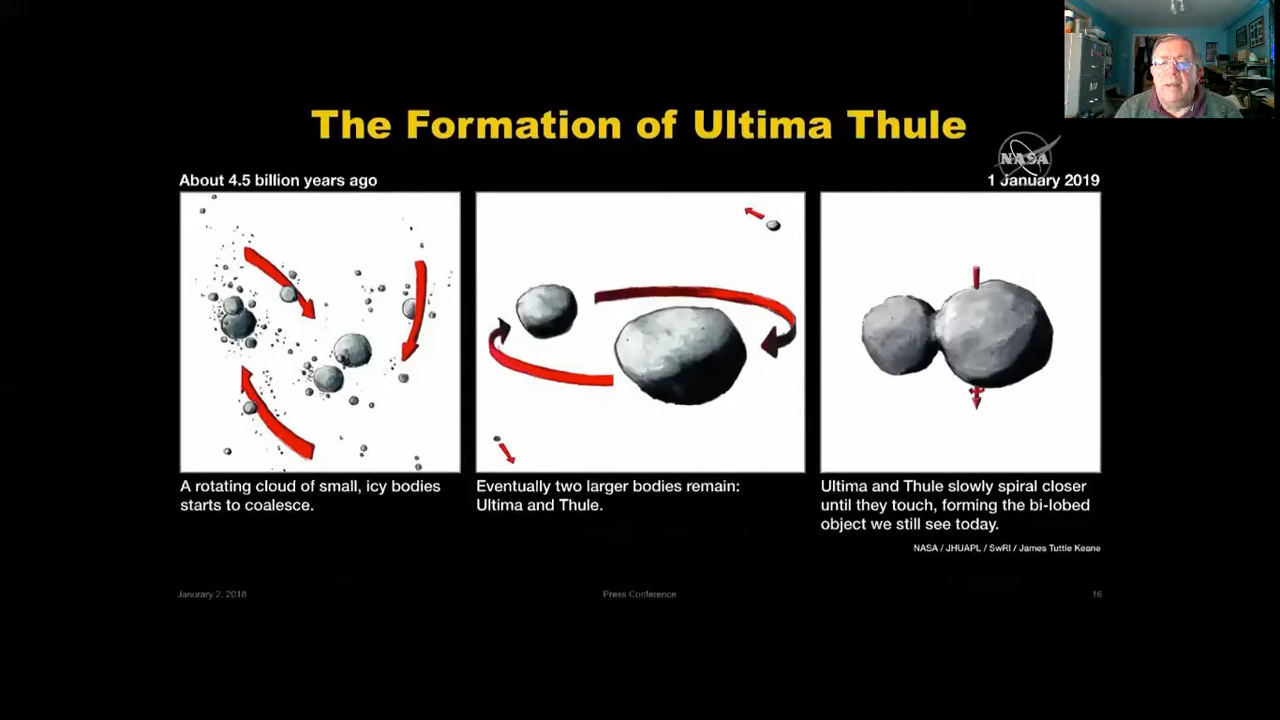 The Formation of Ultima Thule
NASA
About 4.5 billion years ago
1 January 2019
A rotating cloud of small, icy bodies
starts to coalesce.
Eventually two larger bodies remain:
Ultima and Thule.
Ultima and Thule slowly spiral closer
until they touch, forming the bi-lobed
object we still see today.
NASA / JHUAPL / SwRI / James Tuttle Keane
Janurary 2, 2018
Press Conference
16